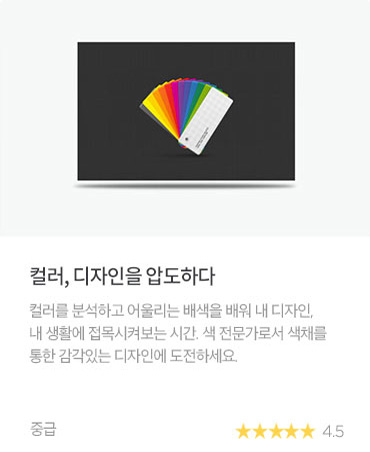 컬러, 디자인을 압도하다
컬러를 분석하고 어울리는 배색을 배워 내 디자인,
내 생활에 접목시켜보는 시간. 색 전문가로서 색채를
통한 감각있는 디자인에 도전하세요.
중급 4.5